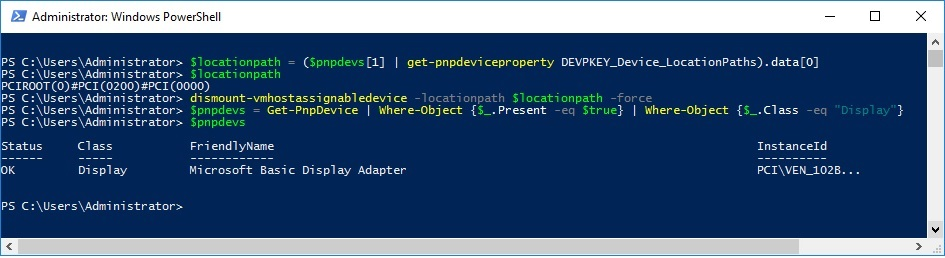 Administrator: Windows PowerShell
PS C:\Users\Administrator> $locationpath = ($pnpdevs[1] | get-pnpdeviceproperty DEVPKEY_Device_LocationPaths).data[0]
PS C:\Users\Administrator> $locationpath
PCIROOT(0)#PCI(0200)#PCI(0000)
PS C:\Users\Administrator> dismount-vmhostassignabledevice -locationpath $locationpath -force
PS C:\Users\Administrator> $pnpdevs = Get-PnpDevice | Where-Object {$_.Present -eq $true} | Where-Object {$_.Class -eq "Display"}
PS C:\Users\Administrator> $pnpdevs
Status Class FriendlyName InstanceId
------ ----- ------------ ----------
OK Display Microsoft Basic Display Adapter PCI\VEN_102B...
PS C:\Users\Administrator>